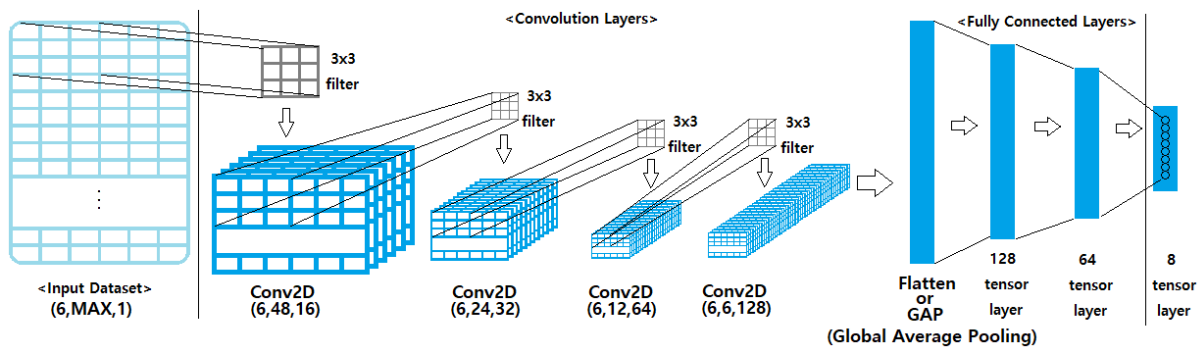 <Convolution Layers>
<Fully Connected Layers>
3x3
filter
3x3
filter
3x3
filter
3x3
filter
<Input Dataset>
(6,MAX,1)
Conv2D
(6,48,16)
Conv2D
(6,24,32)
Conv2D
(6,12,64)
Conv2D
(6,6,128)
Flatten
or
GAP
(Global Average Pooling)
128
tensor
layer
64
tensor
layer
8
tensor
layer